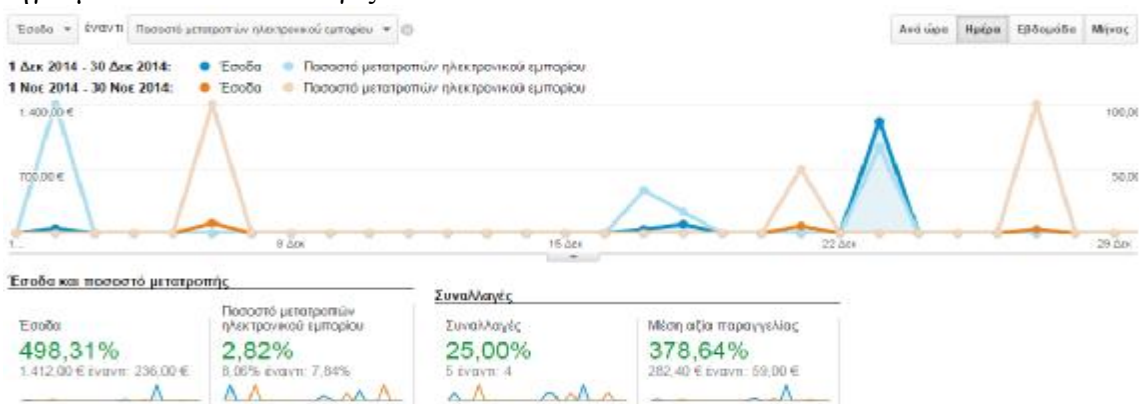 Έσοδα έναντι Ποσοστό μετατροπών ηλεκτρονικού εμπορίου
Ανά ώρα Ημέρα Εβδομάδα Μήνας
1 Δεκ 2014 - 30 Δεκ 2014: Έσοδα Ποσοστό μετατροπών ηλεκτρονικού εμπορίου
1 Νοε 2014 - 30 Νοε 2014: Έσοδα Ποσοστό μετατροπών ηλεκτρονικού εμπορίου
1.400,00 € 100,00
700,00 € 50,00
1... 8 Δεκ 15 Δεκ 22 Δεκ 29 Δεκ
Έσοδα και ποσοστό μετατροπής
Συναλλαγές
Έσοδα
498,31%
1.412,00 € έναντι: 236,00 €
Ποσοστό μετατροπών
ηλεκτρονικού εμπορίου
2,82%
8,06% έναντι: 7,84%
Συναλλαγές
25,00%
5 έναντι: 4
Μέση αξία παραγγελίας
378,64%
282,40 € έναντι: 59,00 €